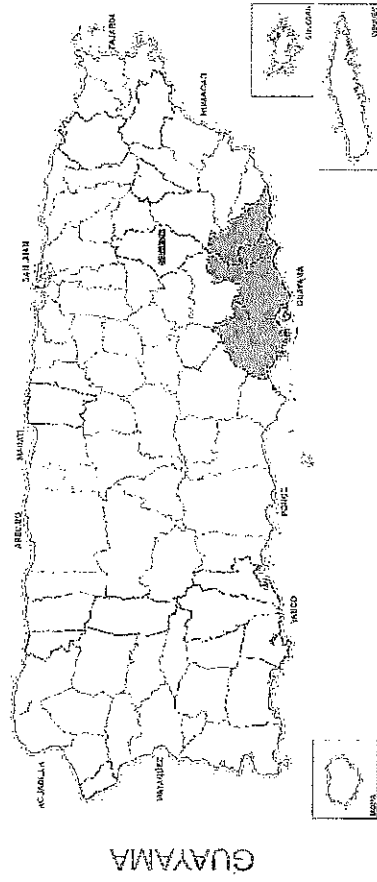 GUAYAMA
AGUADILLA
MAYAGUEZ
ARECIBO
MANATI
SAN JUAN
FAJARDO
HUMACAO
GUAYAMA
PONCE
YAUCO
MONA
CULEBRA
VIEQUES